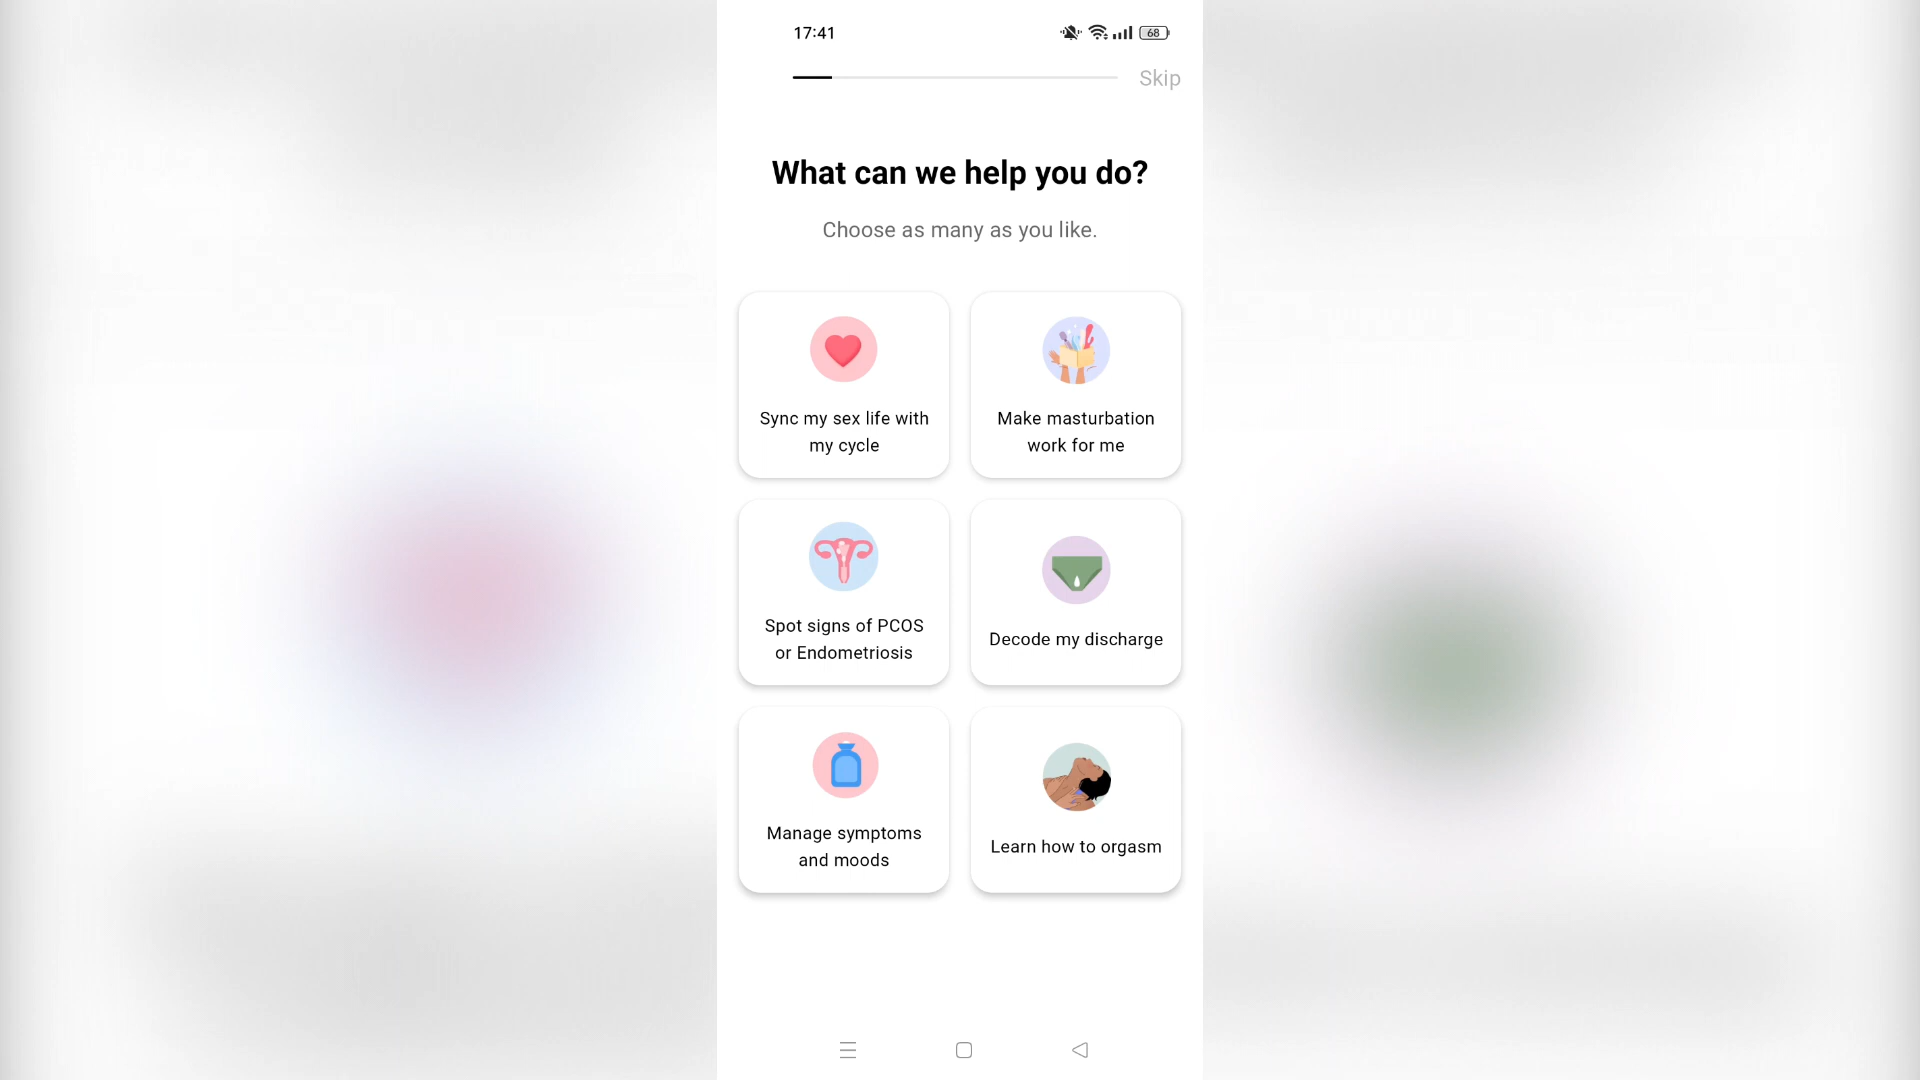 17:41
68
Skip
What can we help you do?
Choose as many as you like.
Sync my sex life with
my cycle
Make masturbation
work for me
Spot signs of PCOS
or Endometriosis
Decode my discharge
Manage symptoms
and moods
Learn how to orgasm